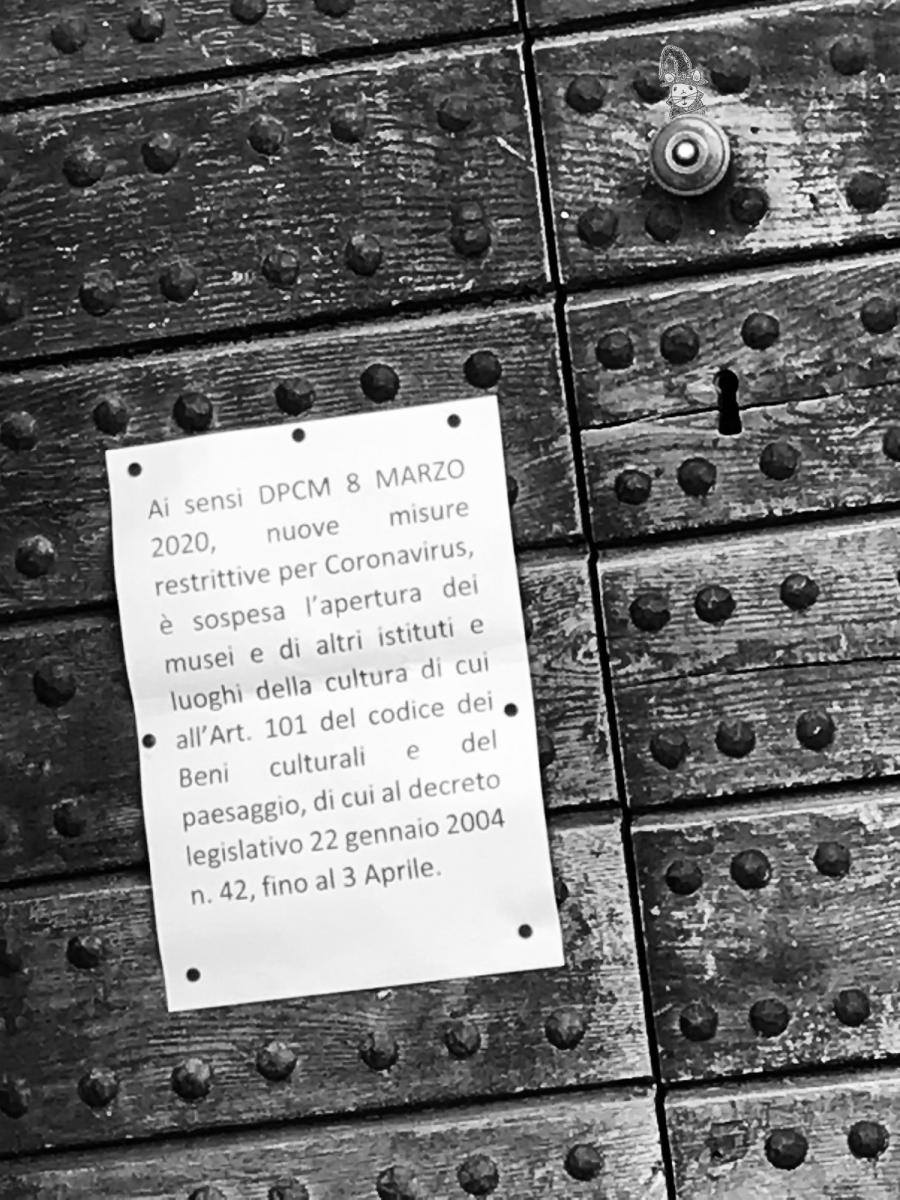 Ai sensi DPCM 8 MARZO
2020, nuove misure
restrittive per Coronavirus,
è sospesa l'apertura dei
musei e di altri istituti e
luoghi della cultura di cui
all'Art. 101 del codice dei
Beni culturali e del
paesaggio, di cui al decreto
legislativo 22 gennaio 2004
n. 42, fino al 3 Aprile.